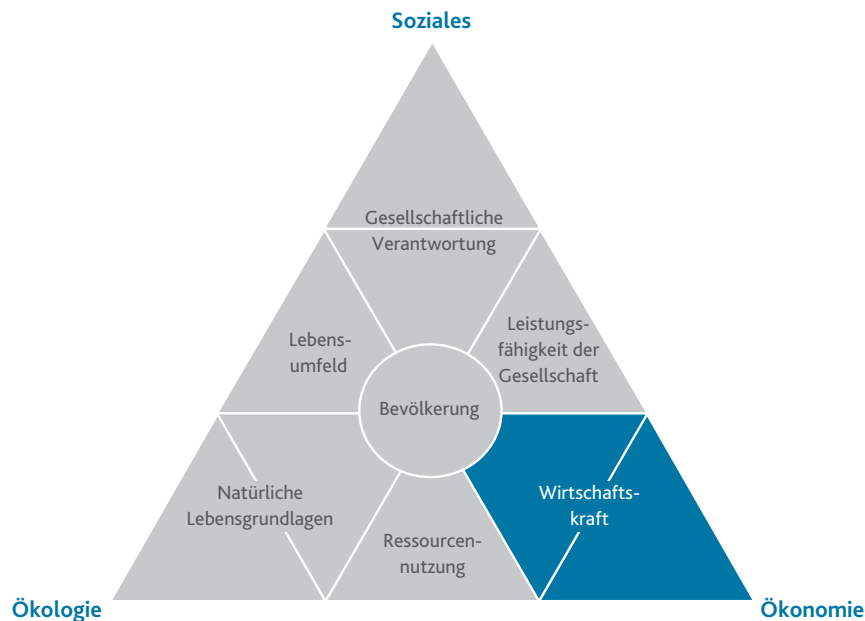 Soziales
Gesellschaftliche
Verantwortung
Lebens-
umfeld
Leistungs-
fähigkeit der
Gesellschaft
Bevölkerung
Natürliche
Lebensgrundlagen
Ressourcen-
nutzung
Wirtschafts-
kraft
Ökologie
Ökonomie